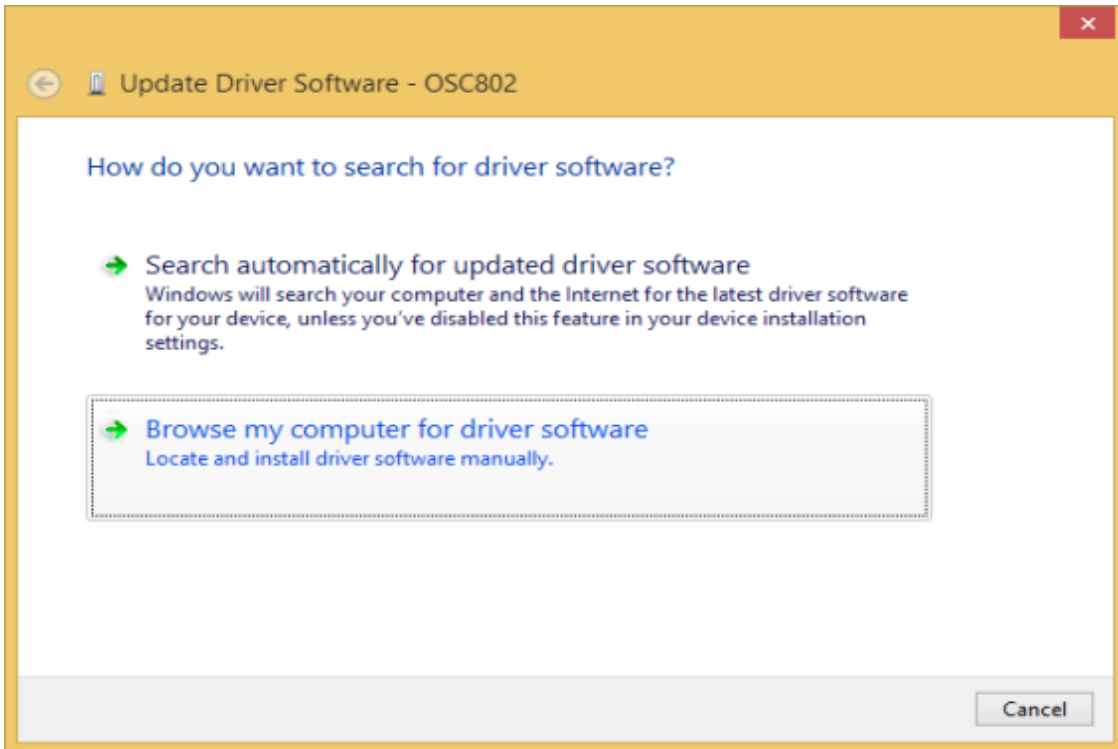 Update Driver Software - OSC802
How do you want to search for driver software?
Search automatically for updated driver software
Windows will search your computer and the Internet for the latest driver software
for your device, unless you've disabled this feature in your device installation
settings.
Browse my computer for driver software
Locate and install driver software manually.
Cancel